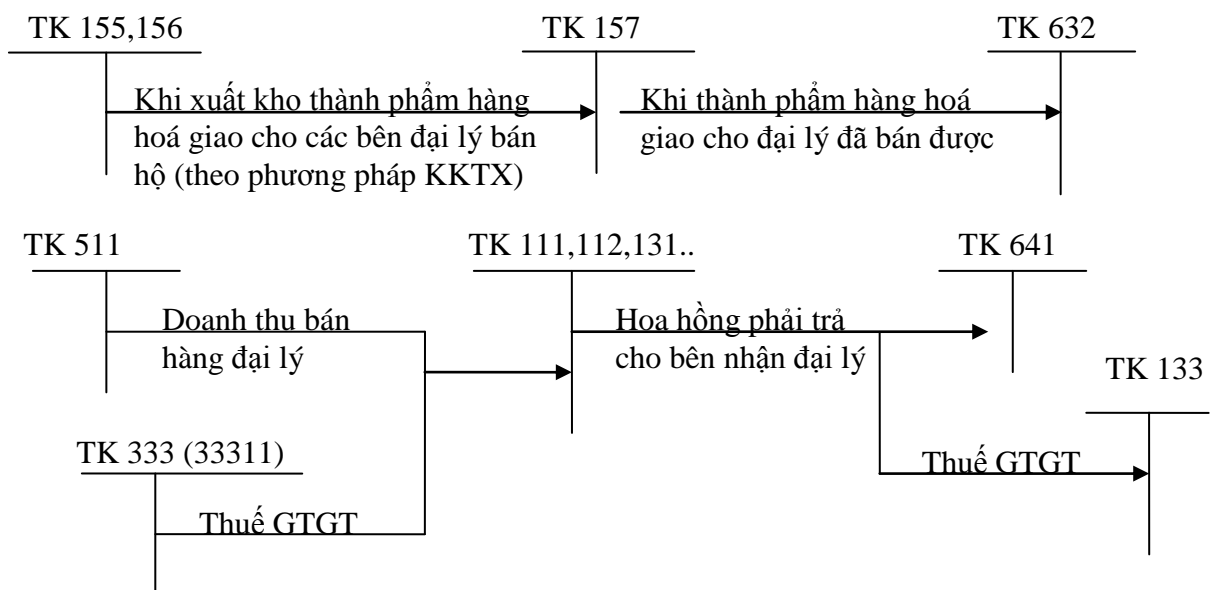 TK 155,156
TK 157
TK 632
Khi xuất kho thành phẩm hàng
hoá giao cho các bên đại lý bán
hộ (theo phương pháp KKTX)
Khi thành phẩm hàng hoá
giao cho đại lý đã bán được
TK 511
TK 111,112,131..
TK 641
Doanh thu bán
hàng đại lý
Hoa hồng phải trả
cho bên nhận đại lý
TK 133
TK 333 (33311)
Thuế GTGT
Thuế GTGT